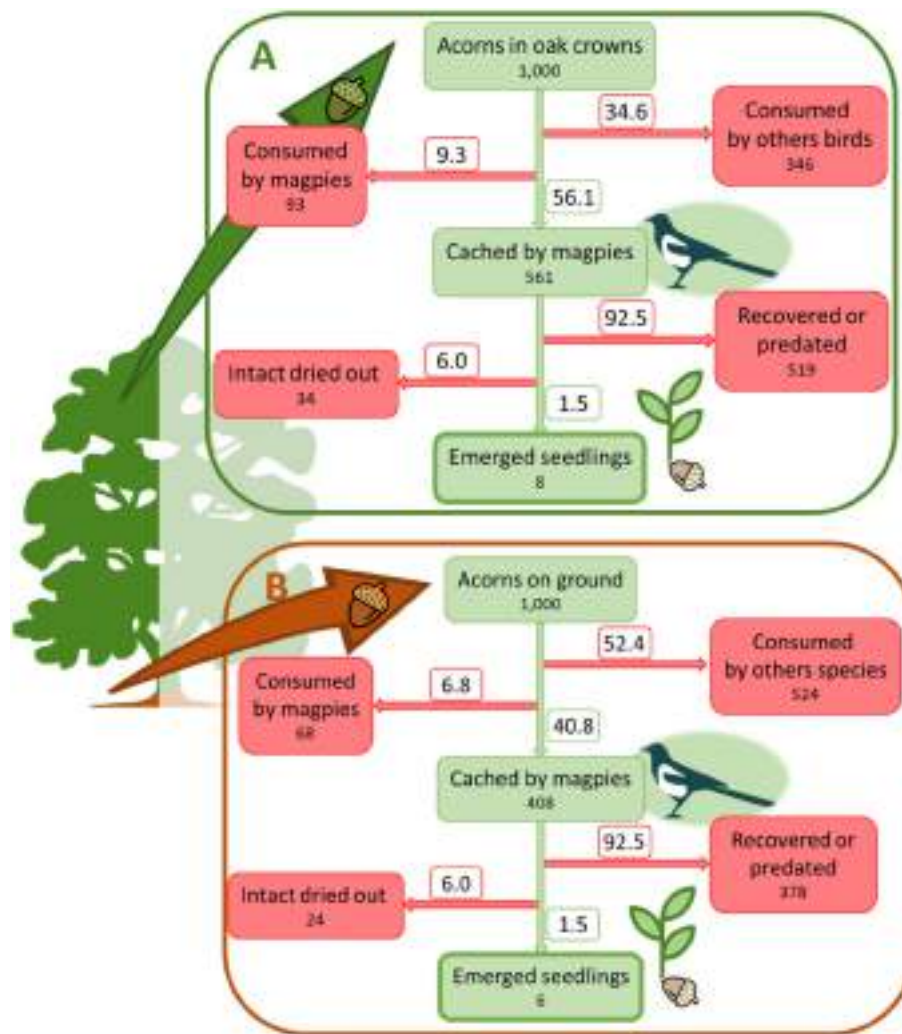 A
Acorns in oak crowns
1,000
34.6
Consumed
by others birds
346
9.3
Consumed
by magpies
93
56.1
Cached by magpies
561
92.5
Recovered or
predated
519
6.0
Intact dried out
34
1.5
Emerged seedlings
8
B
Acorns on ground
1,000
52.4
Consumed
by others species
524
6.8
Consumed
by magpies
68
40.8
Cached by magpies
408
92.5
Recovered or
predated
378
6.0
Intact dried out
24
1.5
Emerged seedlings
6